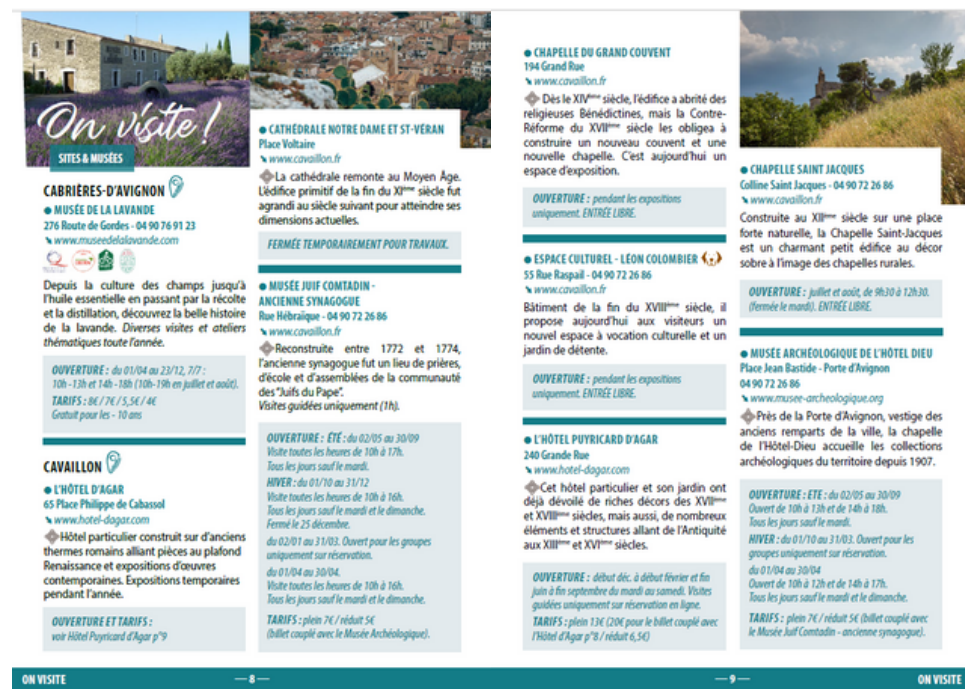 On visite !
SITES & MUSÉES
CABRIÈRES-D'AVIGNON
● MUSÉE DE LA LAVANDE
276 Route de Gordes - 04 90 76 91 23
www.museedelalavande.com
Depuis la culture des champs jusqu'à
l'huile essentielle en passant par la récolte
et la distillation, découvrez la belle histoire
de la lavande. Diverses visites et ateliers
thématiques toute l'année.
OUVERTURE : du 01/04 au 23/12, 7/7 :
10h -13h et 14h -18h (10h-19h en juillet et août).
TARIFS : 8€ / 7€ / 5,5€ / 4€
Gratuit pour les - 10 ans
CAVAILLON
● L'HÔTEL D'AGAR
65 Place Philippe de Cabassol
www.hotel-dagar.com
Hôtel particulier construit sur d'anciens
thermes romains alliant pièces au plafond
Renaissance et expositions d'œuvres
contemporaines. Expositions temporaires
pendant l'année.
OUVERTURE ET TARIFS :
voir Hôtel Puyricard d'Agar p°9
● CATHÉDRALE NOTRE DAME ET ST-VÉRAN
Place Voltaire
www.cavaillon.fr
La cathédrale remonte au Moyen Âge.
L'édifice primitif de la fin du XIème siècle fut
agrandi au siècle suivant pour atteindre ses
dimensions actuelles.
FERMÉE TEMPORAIREMENT POUR TRAVAUX.
● MUSÉE JUIF COMTADIN -
ANCIENNE SYNAGOGUE
Rue Hébraïque - 04 90 72 26 86
www.cavaillon.fr
Reconstruite entre 1772 et 1774,
l'ancienne synagogue fut un lieu de prières,
d'école et d'assemblées de la communauté
des "Juifs du Pape".
Visites guidées uniquement (1h).
OUVERTURE : ÉTÉ : du 02/05 au 30/09
Visite toutes les heures de 10h à 17h.
Tous les jours sauf le mardi.
HIVER : du 01/10 au 31/12
Visite toutes les heures de 10h à 16h.
Tous les jours sauf le mardi et le dimanche.
Fermé le 25 décembre.
du 02/01 au 31/03. Ouvert pour les groupes
uniquement sur réservation.
du 01/04 au 30/04.
Visite toutes les heures de 10h à 16h.
Tous les jours sauf le mardi et le dimanche.
TARIFS : plein 7€ / réduit 5€
(billet couplé avec le Musée Archéologique).
ON VISITE
— 8 —
● CHAPELLE DU GRAND COUVENT
194 Grand Rue
www.cavaillon.fr
Dès le XIVème siècle, l'édifice a abrité des
religieuses Bénédictines, mais la Contre-
Réforme du XVIIème siècle les obligea à
construire un nouveau couvent et une
nouvelle chapelle. C'est aujourd'hui un
espace d'exposition.
OUVERTURE : pendant les expositions
uniquement. ENTRÉE LIBRE.
● ESPACE CULTUREL - LÉON COLOMBIER
55 Rue Raspail - 04 90 72 26 86
www.cavaillon.fr
Bâtiment de la fin du XVIIIème siècle, il
propose aujourd'hui aux visiteurs un
nouvel espace à vocation culturelle et un
jardin de détente.
OUVERTURE : pendant les expositions
uniquement. ENTRÉE LIBRE.
● L'HÔTEL PUYRICARD D'AGAR
240 Grande Rue
www.hotel-dagar.com
Cet hôtel particulier et son jardin ont
déjà dévoilé de riches décors des XVIIème
et XVIIIème siècles, mais aussi, de nombreux
éléments et structures allant de l'Antiquité
aux XIIIème et XVIème siècles.
OUVERTURE : début déc. à début février et fin
juin à fin septembre du mardi au samedi. Visites
guidées uniquement sur réservation en ligne.
TARIFS : plein 13€ (20€ pour le billet couplé avec
l'Hôtel d'Agar p°8 / réduit 6,5€)
● CHAPELLE SAINT JACQUES
Colline Saint Jacques - 04 90 72 26 86
www.cavaillon.fr
Construite au XIIème siècle sur une place
forte naturelle, la Chapelle Saint-Jacques
est un charmant petit édifice au décor
sobre à l'image des chapelles rurales.
OUVERTURE : juillet et août, de 9h30 à 12h30.
(fermée le mardi). ENTRÉE LIBRE.
● MUSÉE ARCHÉOLOGIQUE DE L'HÔTEL DIEU
Place Jean Bastide - Porte d'Avignon
04 90 72 26 86
www.musee-archeologique.org
Près de la Porte d'Avignon, vestige des
anciens remparts de la ville, la chapelle
de l'Hôtel-Dieu accueille les collections
archéologiques du territoire depuis 1907.
OUVERTURE : ETE : du 02/05 au 30/09
Ouvert de 10h à 13h et de 14h à 18h.
Tous les jours sauf le mardi.
HIVER : du 01/10 au 31/03. Ouvert pour les
groupes uniquement sur réservation.
du 01/04 au 30/04
Ouvert de 10h à 12h et de 14h à 17h.
Tous les jours sauf le mardi et le dimanche.
TARIFS : plein 7€ / réduit 5€ (billet couplé avec
le Musée Juif Comtadin - ancienne synagogue).
— 9 —
ON VISITE